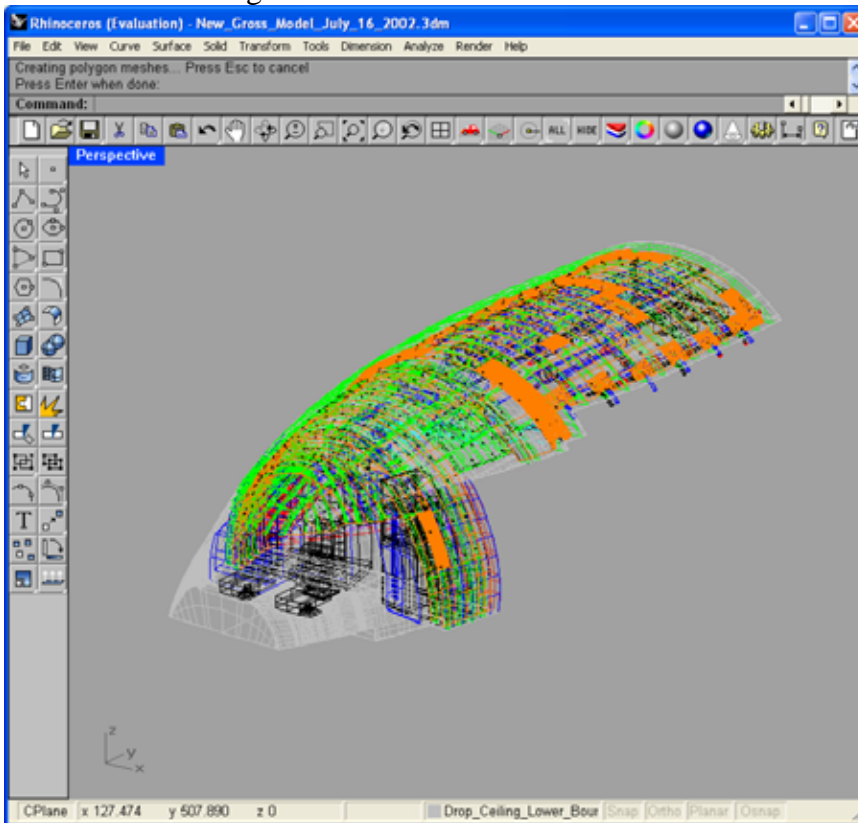 Rhinoceros (Evaluation) - New_Gross_Model_July_16_2002.3dm
File Edit View Curve Surface Solid Transform Tools Dimension Analyze Render Help
Creating polygon meshes... Press Esc to cancel
Press Enter when done:
Command:
ALL HIDE
Perspective
T
z
y
x
CPlane x 127.474 y 507.890 z 0 Drop_Ceiling_Lower_Bour Snap Ortho Planar Osnap